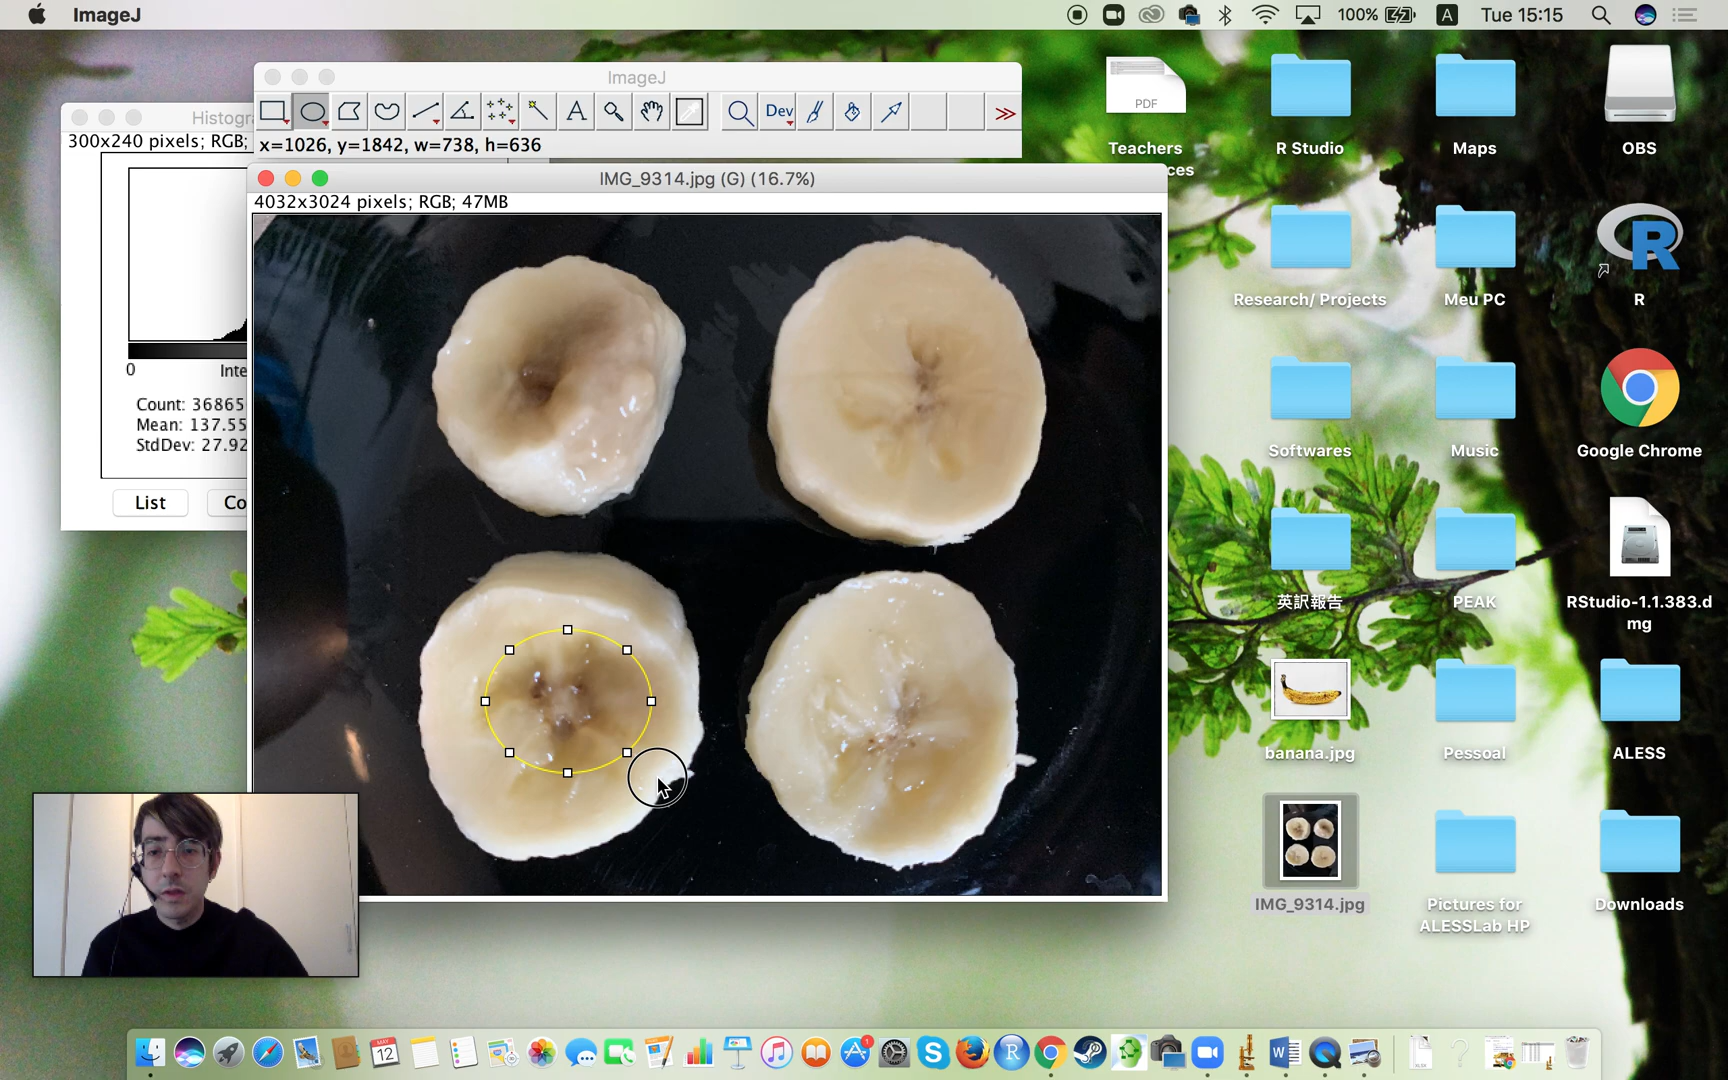 ImageJ
100%
A
Tue 15:15
ImageJ
Histogra
300x240 pixels; RGB;
x=1026, y=1842, w=738, h=636
Dev
IMG_9314.jpg (G) (16.7%)
4032x3024 pixels; RGB; 47MB
0
Inte
Count: 36865
Mean: 137.55
StdDev: 27.92
List
Co
PDF
Teachers
ces
R Studio
Maps
OBS
Research/ Projects
Meu PC
R
Softwares
Music
Google Chrome
英訳報告
PEAK
RStudio-1.1.383.d
mg
banana.jpg
Pessoal
ALESS
IMG_9314.jpg
Pictures for
ALESSLab HP
Downloads
MAY
12
1
S
R
W